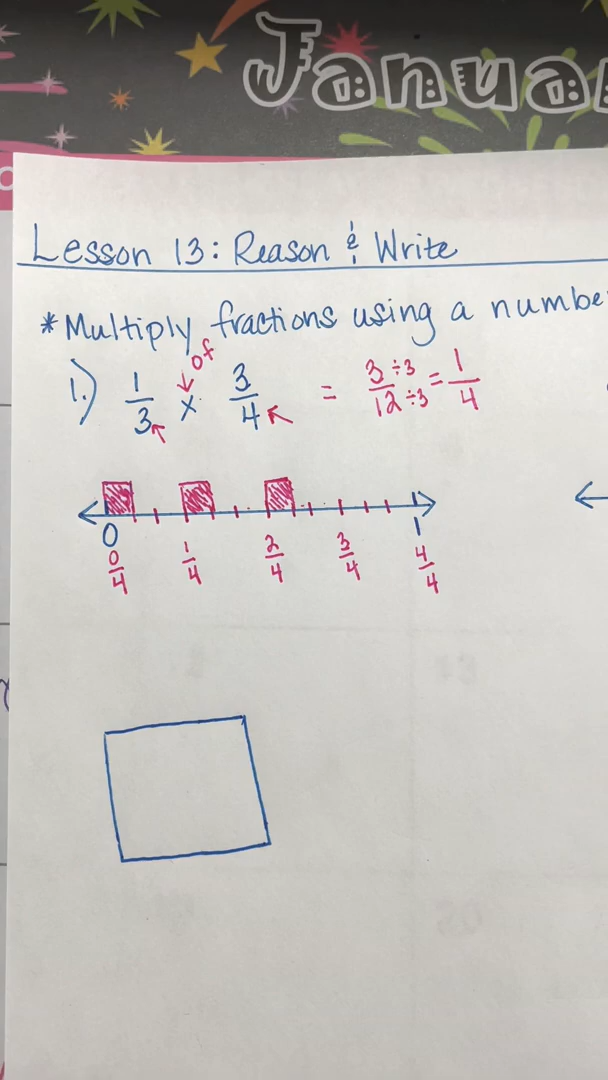 Janua
Lesson 13: Reason & Write
*Multiply fractions using a numbe
1.) 1/3 x 3/4 = 3÷3/12÷3 = 1/4
of
0 1
0/4 1/4 2/4 3/4 4/4